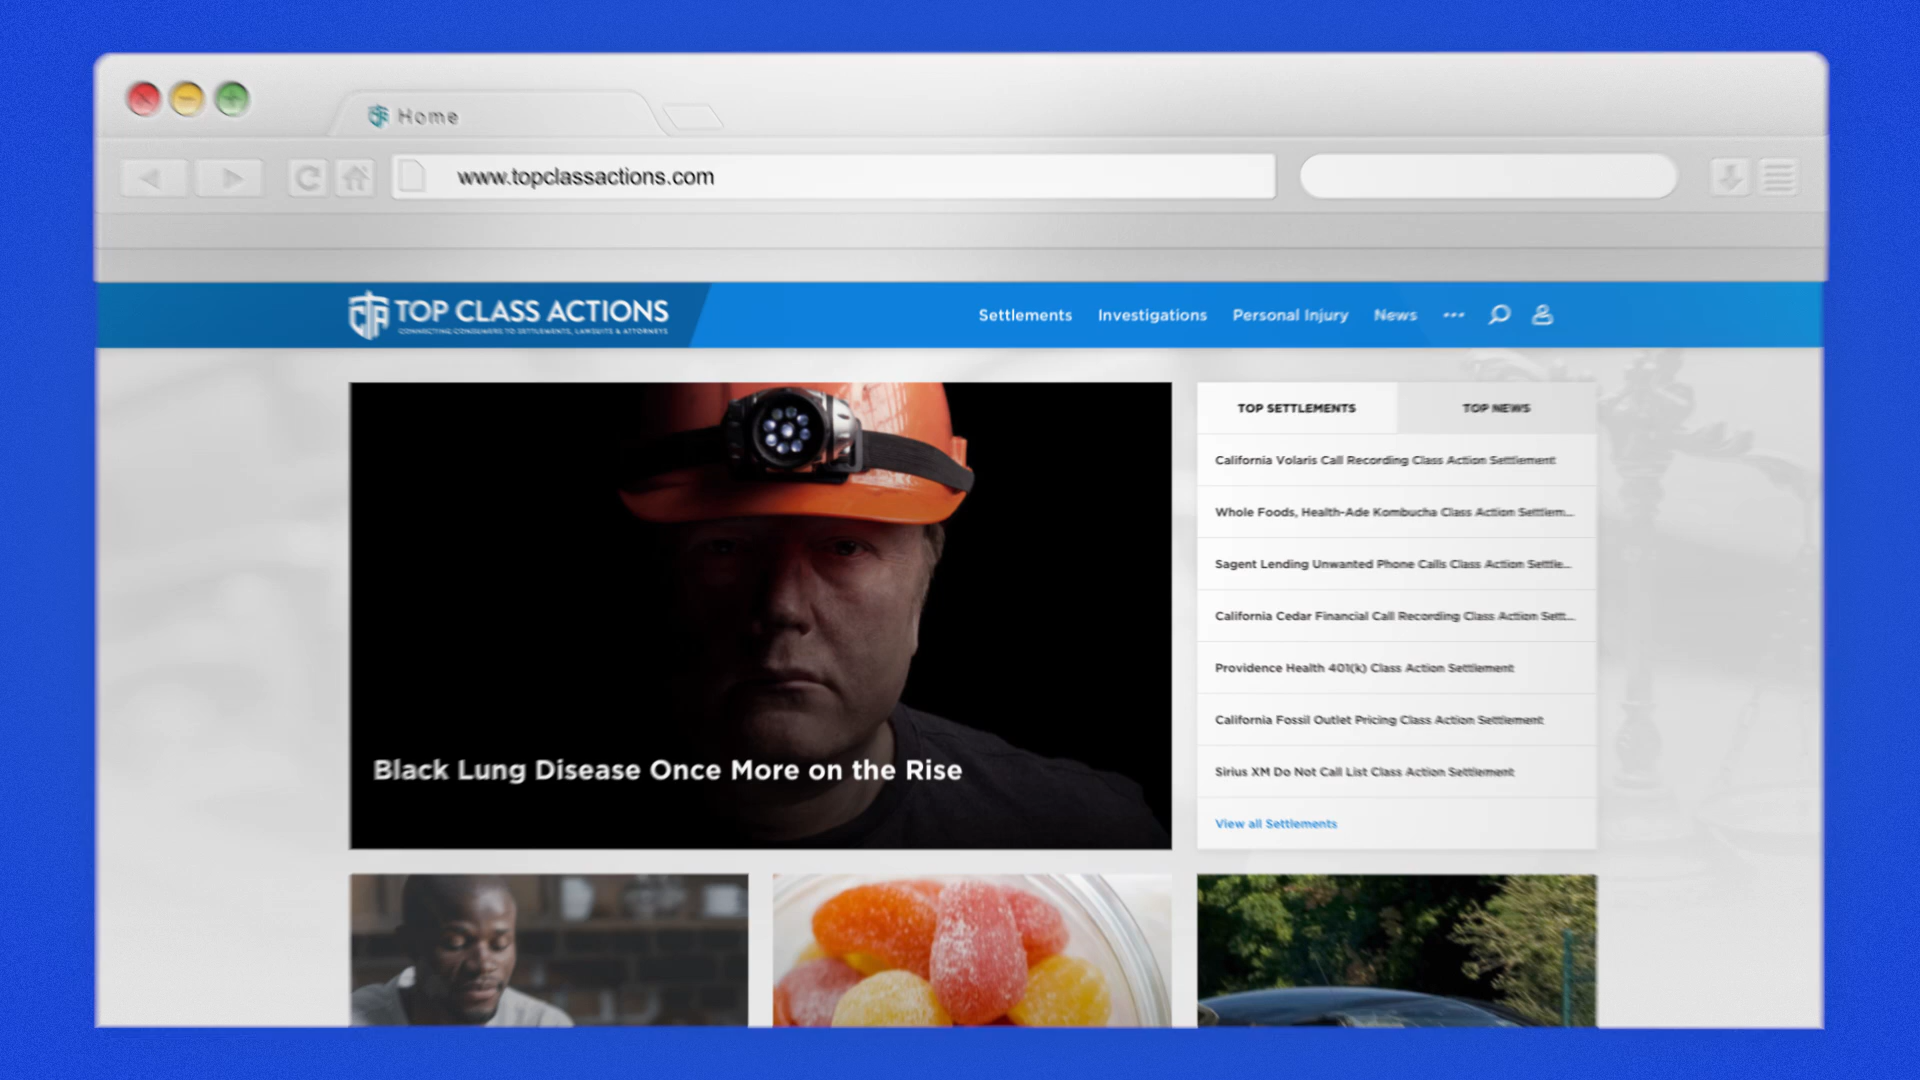 Home
www.topclassactions.com
TOP CLASS ACTIONS
CONNECTING CONSUMERS TO SETTLEMENTS, LAWSUITS & ATTORNEYS
Settlements Investigations Personal Injury News ...
TOP SETTLEMENTS TOP NEWS
California Volaris Call Recording Class Action Settlement
Whole Foods, Health-Ade Kombucha Class Action Settlem...
Sagent Lending Unwanted Phone Calls Class Action Settle...
California Cedar Financial Call Recording Class Action Sett...
Providence Health 401(k) Class Action Settlement
California Fossil Outlet Pricing Class Action Settlement
Sirius XM Do Not Call List Class Action Settlement
View all Settlements
Black Lung Disease Once More on the Rise